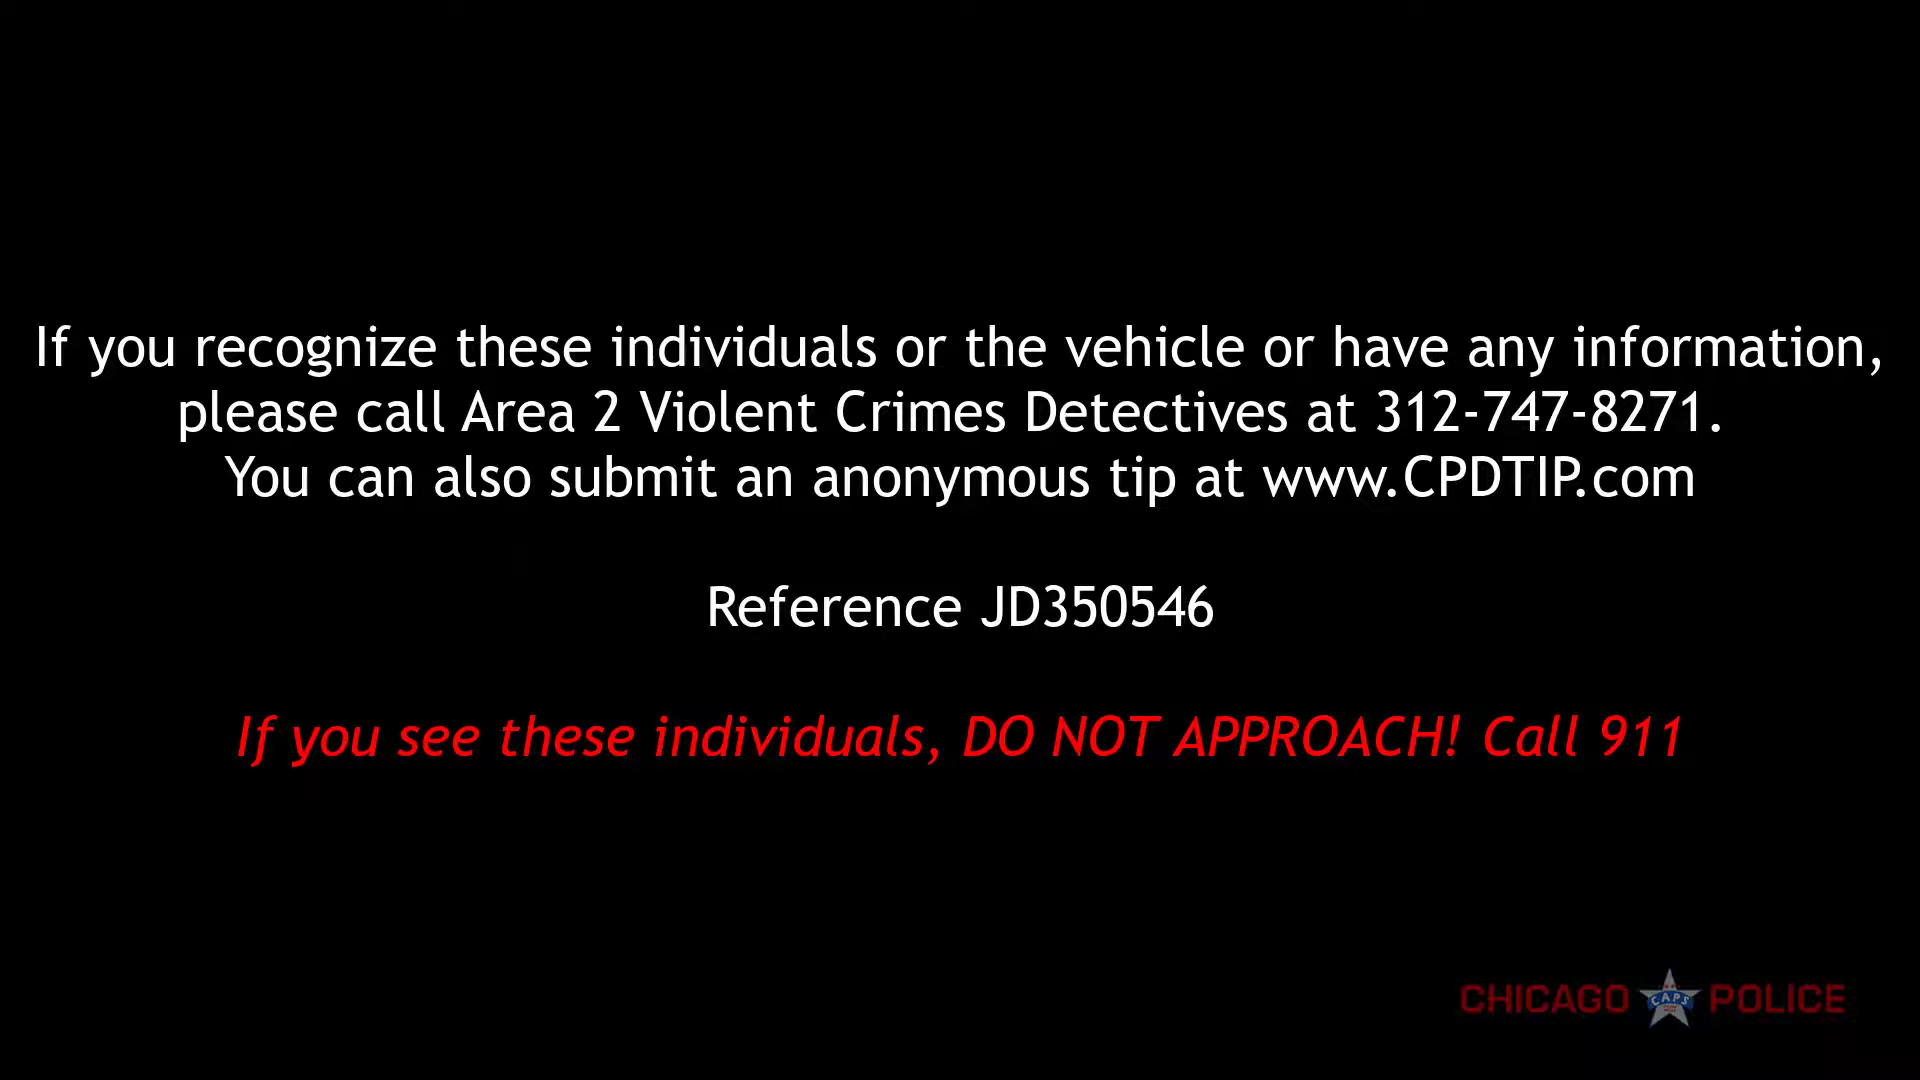 If you recognize these individuals or the vehicle or have any information,
please call Area 2 Violent Crimes Detectives at 312-747-8271.
You can also submit an anonymous tip at www.CPDTIP.com
Reference JD350546
If you see these individuals, DO NOT APPROACH! Call 911
CHICAGO CAPS POLICE